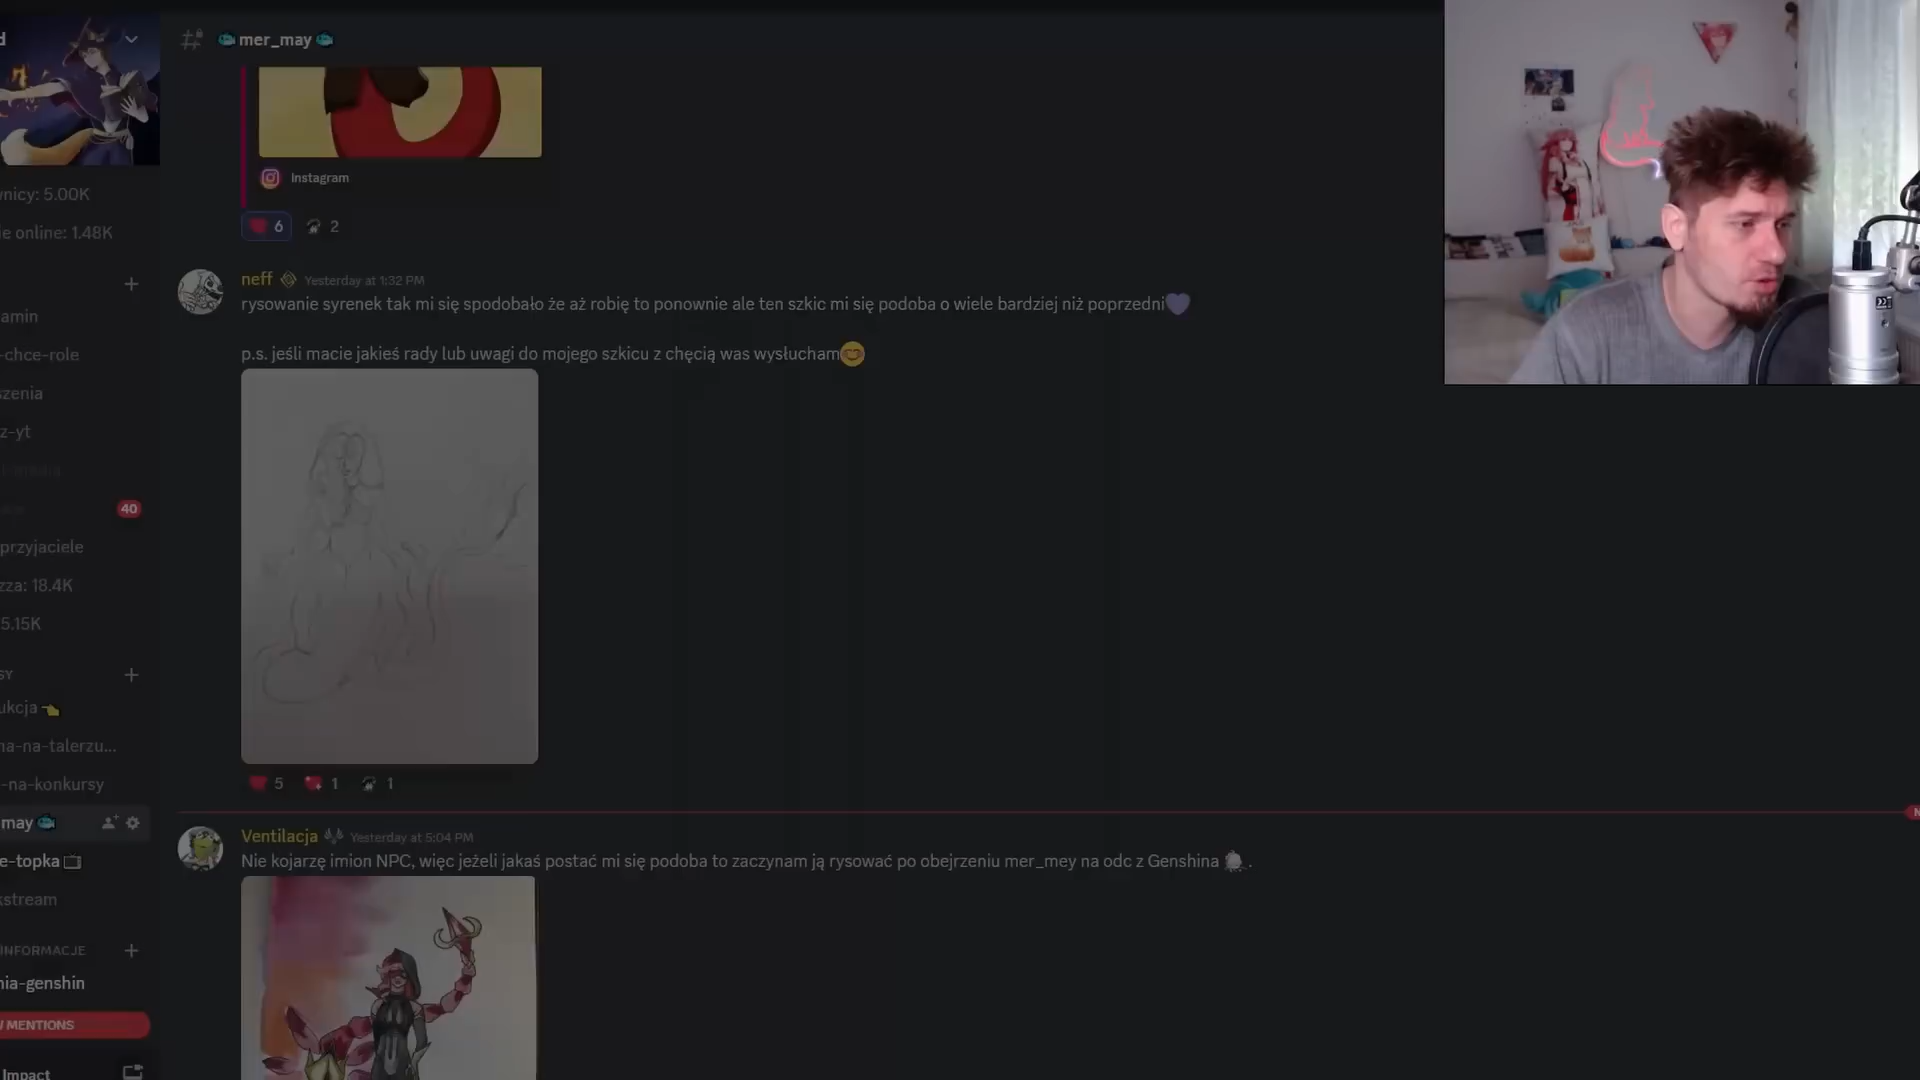 mer_may
Instagram
6 2
neff Yesterday at 1:32 PM
rysowanie syrenek tak mi się spodobało że aż robię to ponownie ale ten szkic mi się podoba o wiele bardziej niż poprzedni
p.s. jeśli macie jakieś rady lub uwagi do mojego szkicu z chęcią was wysłucham
5 1 1
Ventilacja Yesterday at 5:04 PM
Nie kojarzę imion NPC, więc jeżeli jakaś postać mi się podoba to zaczynam ją rysować po obejrzeniu mer_mey na odc z Genshina .
d
wnicy: 5.00K
ie online: 1.48K
amin
-chce-role
szenia
z-yt
40
przyjaciele
zza: 18.4K
5.15K
SY
ukcja
na-na-talerzu...
-na-konkursy
may
e-topka
kstream
INFORMACJE
nia-genshin
W MENTIONS
Impact